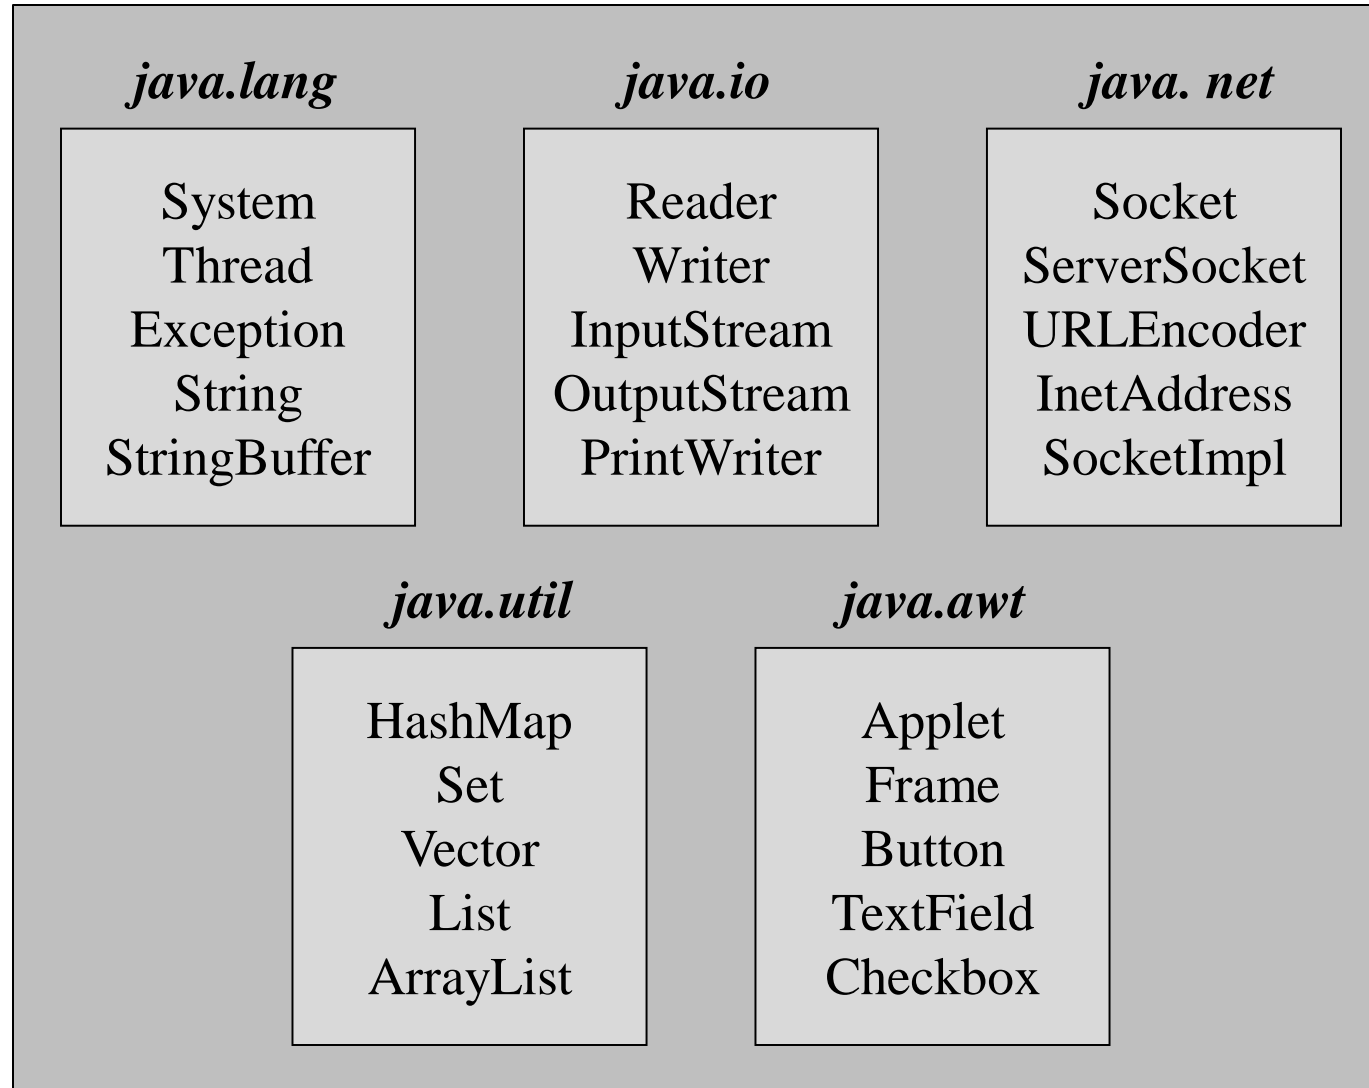 java.lang
System
Thread
Exception
String
StringBuffer
java.io
Reader
Writer
InputStream
OutputStream
PrintWriter
java. net
Socket
ServerSocket
URLEncoder
InetAddress
SocketImpl
java.util
HashMap
Set
Vector
List
ArrayList
java.awt
Applet
Frame
Button
TextField
Checkbox